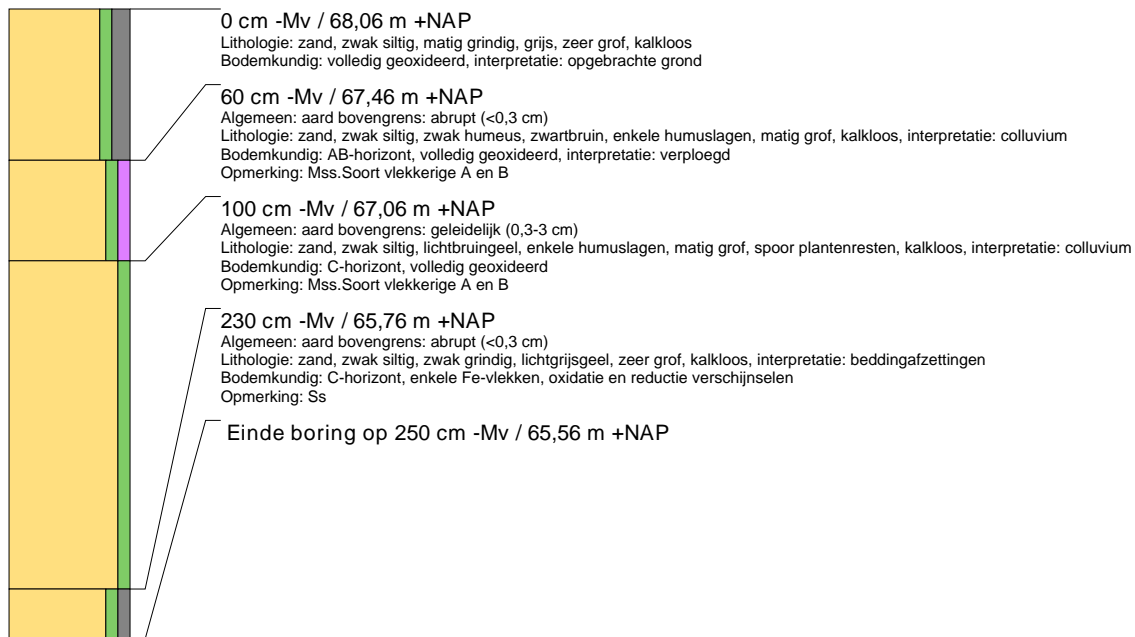 0 cm -Mv / 68,06 m +NAP
Lithologie: zand, zwak siltig, matig grindig, grijs, zeer grof, kalkloos
Bodemkundig: volledig geoxideerd, interpretatie: opgebrachte grond
60 cm -Mv / 67,46 m +NAP
Algemeen: aard bovengrens: abrupt (<0,3 cm)
Lithologie: zand, zwak siltig, zwak humeus, zwartbruin, enkele humuslagen, matig grof, kalkloos, interpretatie: colluvium
Bodemkundig: AB-horizont, volledig geoxideerd, interpretatie: verploegd
Opmerking: Mss.Soort vlekkerige A en B
100 cm -Mv / 67,06 m +NAP
Algemeen: aard bovengrens: geleidelijk (0,3-3 cm)
Lithologie: zand, zwak siltig, lichtbruingeel, enkele humuslagen, matig grof, spoor plantenresten, kalkloos, interpretatie: colluvium
Bodemkundig: C-horizont, volledig geoxideerd
Opmerking: Mss.Soort vlekkerige A en B
230 cm -Mv / 65,76 m +NAP
Algemeen: aard bovengrens: abrupt (<0,3 cm)
Lithologie: zand, zwak siltig, zwak grindig, lichtgrijsgeel, zeer grof, kalkloos, interpretatie: beddingafzettingen
Bodemkundig: C-horizont, enkele Fe-vlekken, oxidatie en reductie verschijnselen
Opmerking: Ss
Einde boring op 250 cm -Mv / 65,56 m +NAP